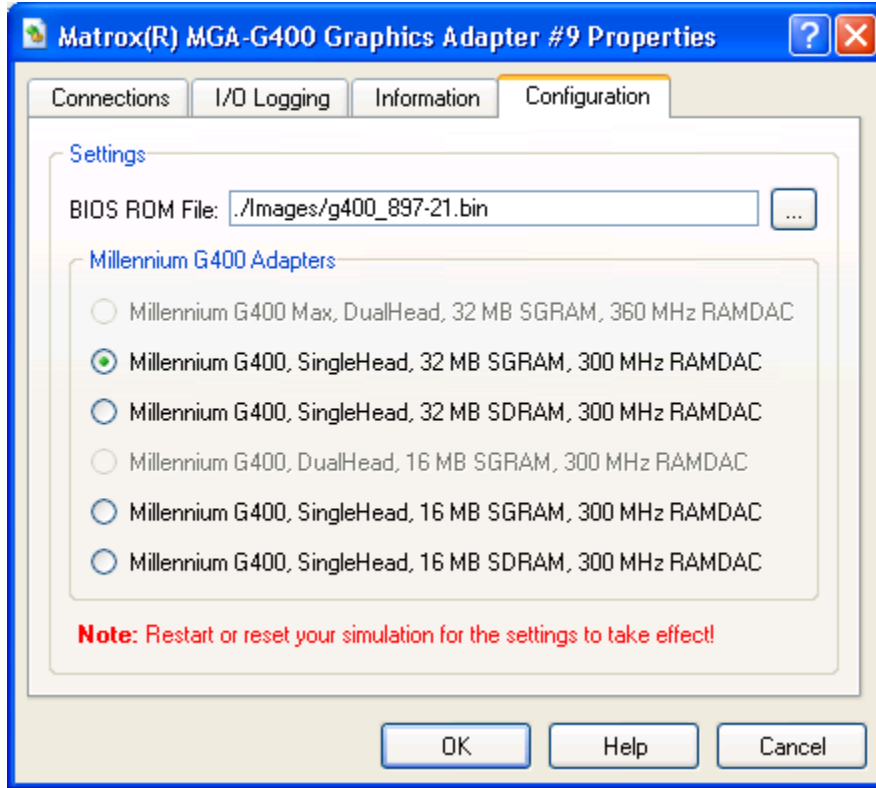 Matrox(R) MGA-G400 Graphics Adapter #9 Properties
Connections I/O Logging Information Configuration
Settings
BIOS ROM File: ./Images/g400_897-21.bin ...
Millennium G400 Adapters
Millennium G400 Max, DualHead, 32 MB SGRAM, 360 MHz RAMDAC
Millennium G400, SingleHead, 32 MB SGRAM, 300 MHz RAMDAC
Millennium G400, SingleHead, 32 MB SDRAM, 300 MHz RAMDAC
Millennium G400, DualHead, 16 MB SGRAM, 300 MHz RAMDAC
Millennium G400, SingleHead, 16 MB SGRAM, 300 MHz RAMDAC
Millennium G400, SingleHead, 16 MB SDRAM, 300 MHz RAMDAC
Note: Restart or reset your simulation for the settings to take effect!
OK Help Cancel